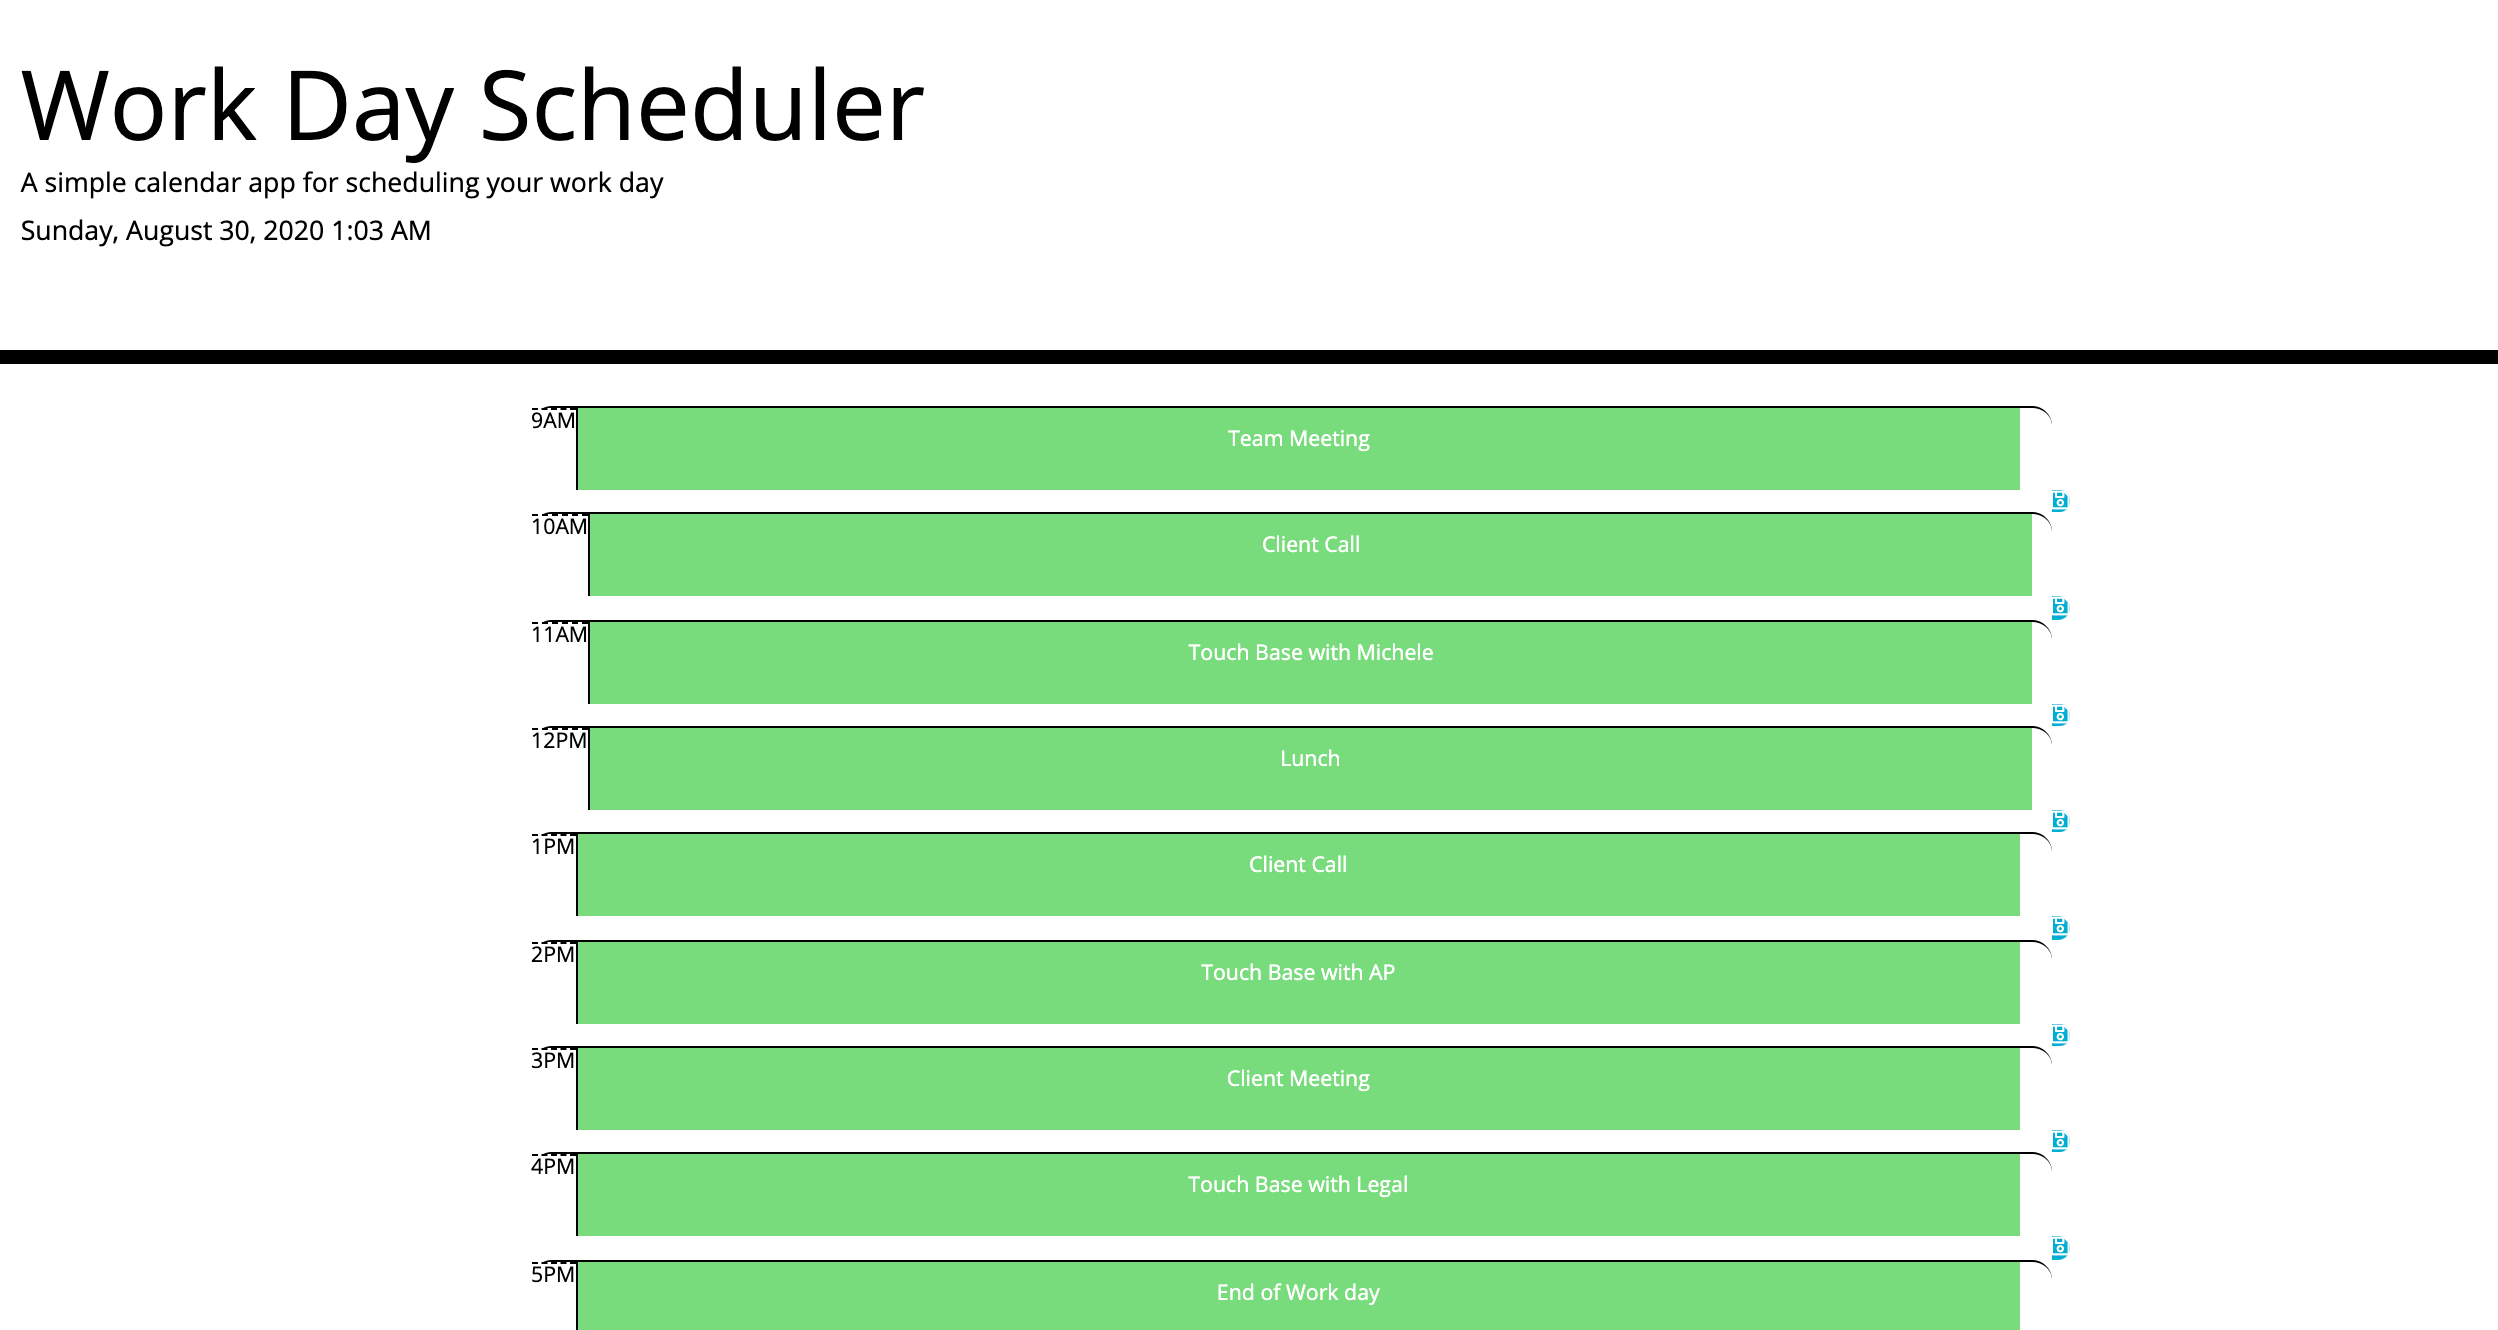 Work Day Scheduler
A simple calendar app for scheduling your work day
Sunday, August 30, 2020 1:03 AM
9AM
Team Meeting
10AM
Client Call
11AM
Touch Base with Michele
12PM
Lunch
1PM
Client Call
2PM
Touch Base with AP
3PM
Client Meeting
4PM
Touch Base with Legal
5PM
End of Work day